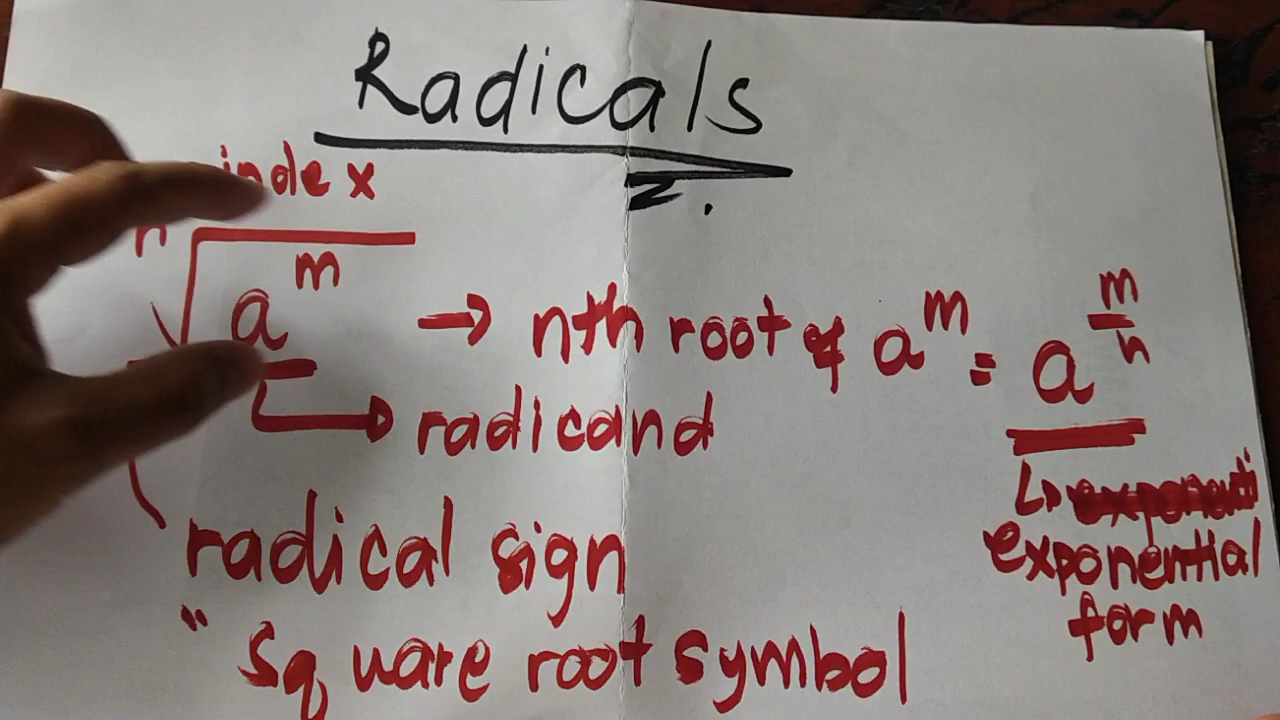 Radicals
index
n √ a^m → nth root of a^m = a^(m/n)
radicand
exponential
form
radical sign
" square root symbol